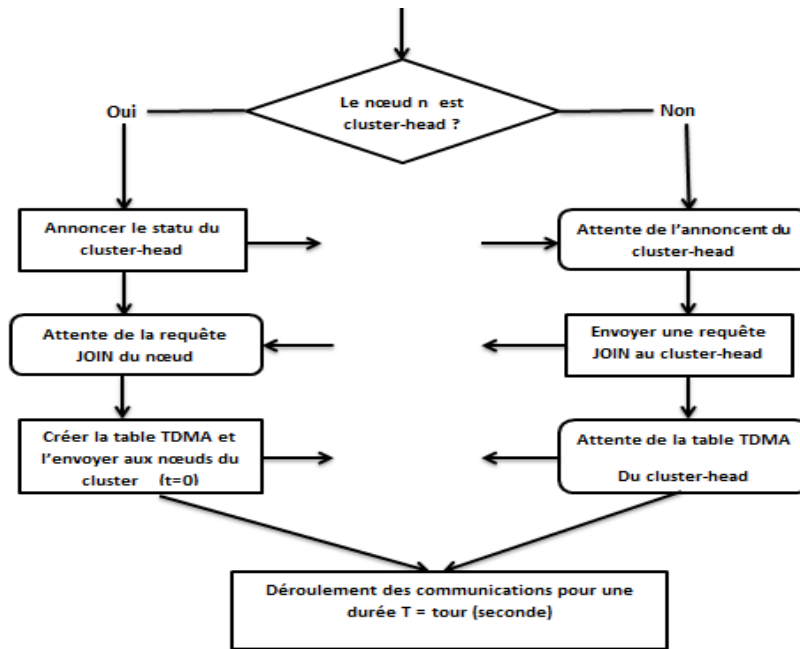 Le nœud n est
cluster-head ?
Oui
Non
Annoncer le statu du
cluster-head
Attente de l'annoncent du
cluster-head
Attente de la requête
JOIN du nœud
Envoyer une requête
JOIN au cluster-head
Créer la table TDMA et
l'envoyer aux nœuds du
cluster (t=0)
Attente de la table TDMA
Du cluster-head
Déroulement des communications pour une
durée T = tour (seconde)